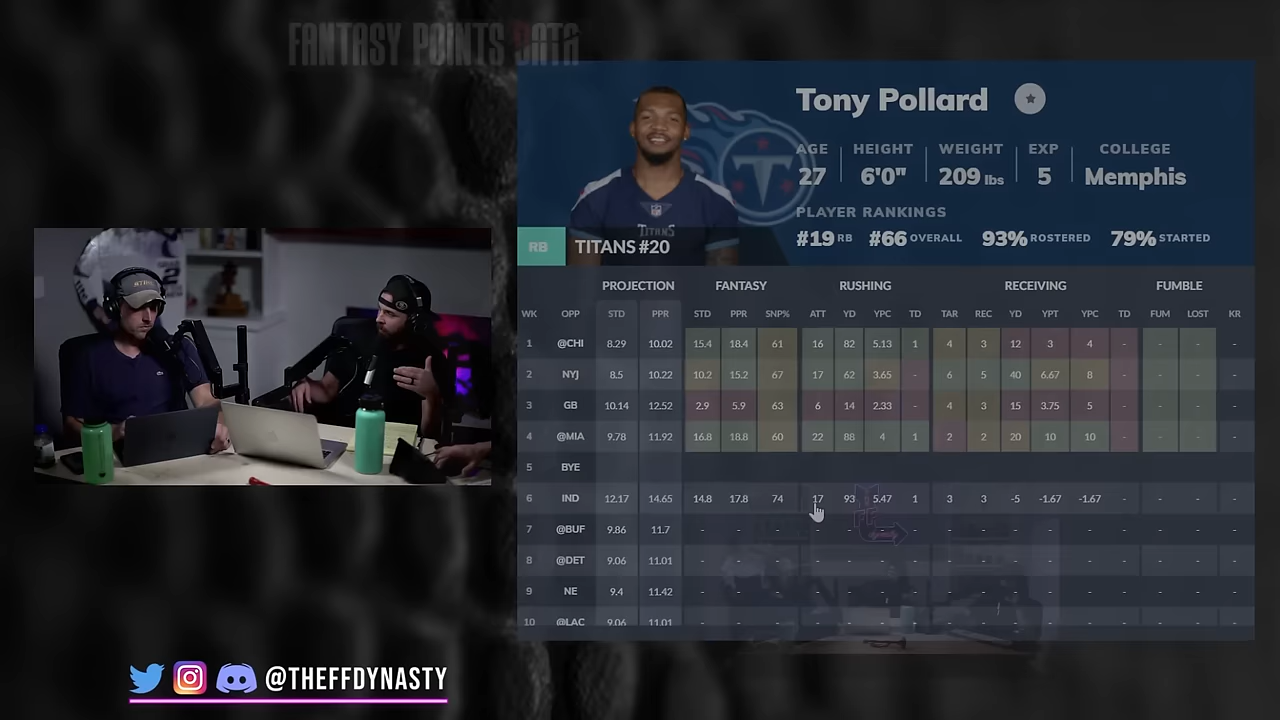 FANTASY POINTS DATA
Tony Pollard
AGE HEIGHT WEIGHT EXP COLLEGE
27 6'0" 209 lbs 5 Memphis
PLAYER RANKINGS
#19 RB #66 OVERALL 93% ROSTERED 79% STARTED
RB TITANS #20
PROJECTION FANTASY RUSHING RECEIVING FUMBLE
WK OPP STD PPR STD PPR SNP% ATT YD YPC TD TAR REC YD YPT YPC TD FUM LOST KR
1 @CHI 8.29 10.02 15.4 18.4 61 16 82 5.13 1 4 3 12 3 4 - - - -
2 NYJ 8.5 10.22 10.2 15.2 67 17 62 3.65 - 6 5 40 6.67 8 - - - -
3 GB 10.14 12.52 2.9 5.9 63 6 14 2.33 - 4 3 15 3.75 5 - - - -
4 @MIA 9.78 11.92 16.8 18.8 60 22 88 4 1 2 2 20 10 10 - - - -
5 BYE
6 IND 12.17 14.65 14.8 17.8 74 17 93 5.47 1 3 3 -5 -1.67 -1.67 - - - -
7 @BUF 9.86 11.7 - - - - - - - - - - - - - - - -
8 @DET 9.06 11.01 - - - - - - - - - - - - - - - -
9 NE 9.4 11.42 - - - - - - - - - - - - - - - -
10 @LAC 9.06 11.01 - - - - - - - - - - - - - - - -
@THEFFDYNASTY